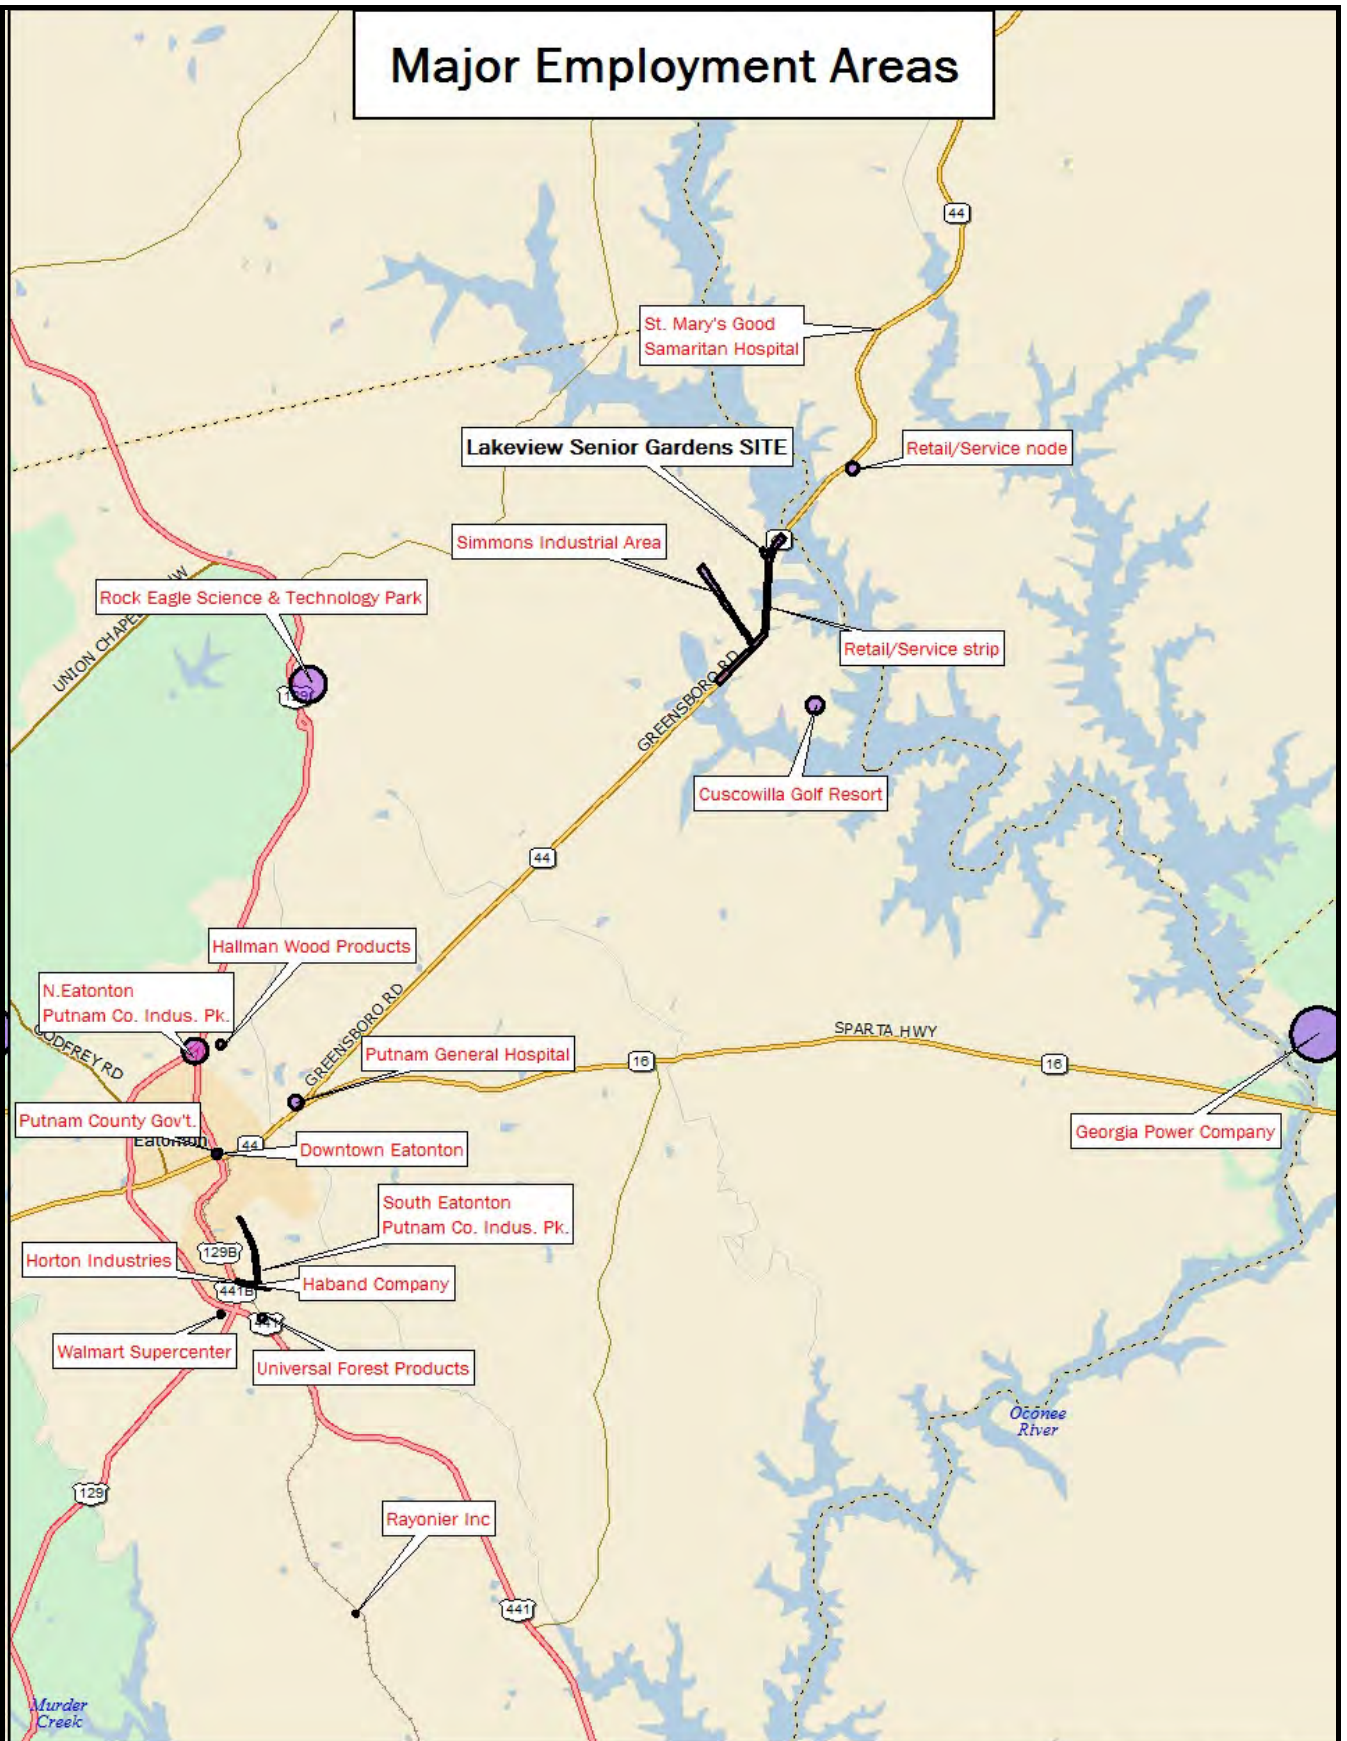 Major Employment Areas
44
St. Mary's Good
Samaritan Hospital
Lakeview Senior Gardens SITE
Retail/Service node
Simmons Industrial Area
Rock Eagle Science & Technology Park
UNION CHAPE
W
Retail/Service strip
GREENSBORO RD
Cuscowilla Golf Resort
44
Hallman Wood Products
N.Eatonton
Putnam Co. Indus. Pk.
GODFREY RD
GREENSBORO RD
SPARTA HWY
Putnam General Hospital
16
16
Putnam County Gov't.
Georgia Power Company
Eatonton
44
Downtown Eatonton
South Eatonton
Putnam Co. Indus. Pk.
129B
Horton Industries
Haband Company
441B
441
Walmart Supercenter
Universal Forest Products
Oconee
River
129
Rayonier Inc
441
Murder
Creek